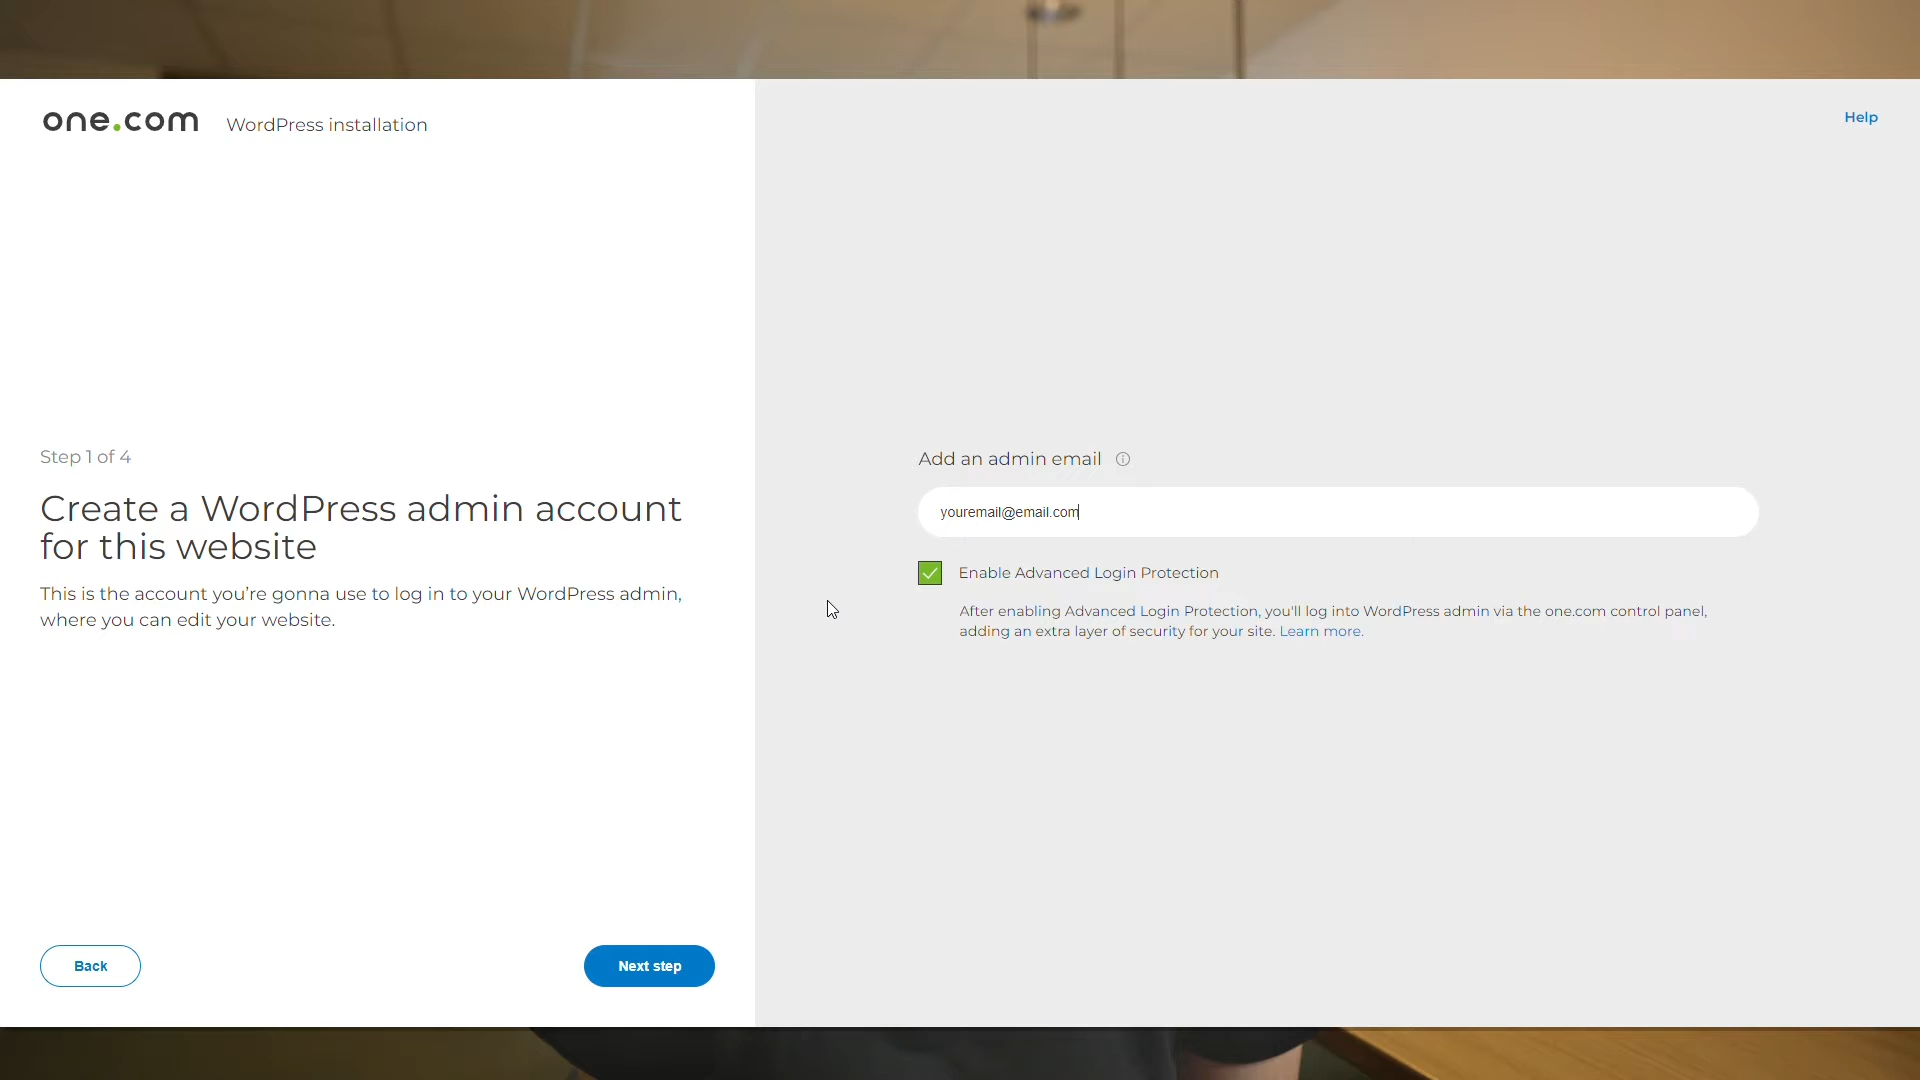 one.com WordPress installation
Help
Step 1 of 4
Create a WordPress admin account
for this website
This is the account you’re gonna use to log in to your WordPress admin,
where you can edit your website.
Add an admin email
youremail@email.com
Enable Advanced Login Protection
After enabling Advanced Login Protection, you'll log into WordPress admin via the one.com control panel,
adding an extra layer of security for your site. Learn more.
Back
Next step